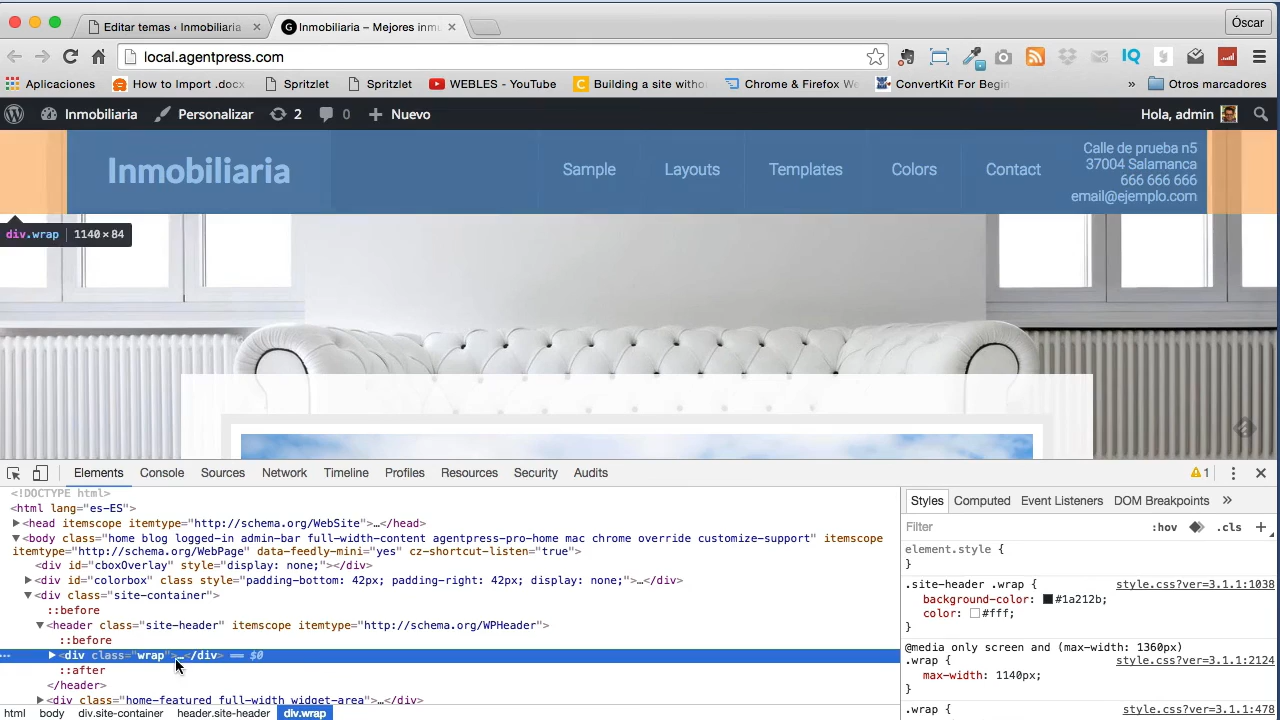 Editar temas ‹ Inmobiliaria
Inmobiliaria – Mejores inmu
Óscar
local.agentpress.com
Aplicaciones
How to import .docx
Spritzlet
Spritzlet
WEBLES - YouTube
Building a site witho
Chrome & Firefox We
ConvertKit For Begin
»
Otros marcadores
Inmobiliaria
Personalizar
2
0
Nuevo
Hola, admin
Inmobiliaria
Sample
Layouts
Templates
Colors
Contact
Calle de prueba n5
37004 Salamanca
666 666 666
email@ejemplo.com
div.wrap | 1140×84
Elements
Console
Sources
Network
Timeline
Profiles
Resources
Security
Audits
1
<!DOCTYPE html>
<html lang="es-ES">
<head itemscope itemtype="http://schema.org/WebSite">…</head>
<body class="home blog logged-in admin-bar full-width-content agentpress-pro-home mac chrome override customize-support" itemscope
itemtype="http://schema.org/WebPage" data-feedly-mini="yes" cz-shortcut-listen="true">
<div id="cboxOverlay" style="display: none;"></div>
<div id="colorbox" class style="padding-bottom: 42px; padding-right: 42px; display: none;">…</div>
<div class="site-container">
::before
<header class="site-header" itemscope itemtype="http://schema.org/WPHeader">
::before
<div class="wrap">…</div> == $0
::after
</header>
<div class="home-featured full-width widget-area">…</div>
html
body
div.site-container
header.site-header
div.wrap
Styles
Computed
Event Listeners
DOM Breakpoints
»
Filter
:hov
.cls
+
element.style {
}
.site-header .wrap {
style.css?ver=3.1.1:1038
background-color: #1a212b;
color: #fff;
}
@media only screen and (max-width: 1360px)
.wrap {
style.css?ver=3.1.1:2124
max-width: 1140px;
}
.wrap {
style.css?ver=3.1.1:478